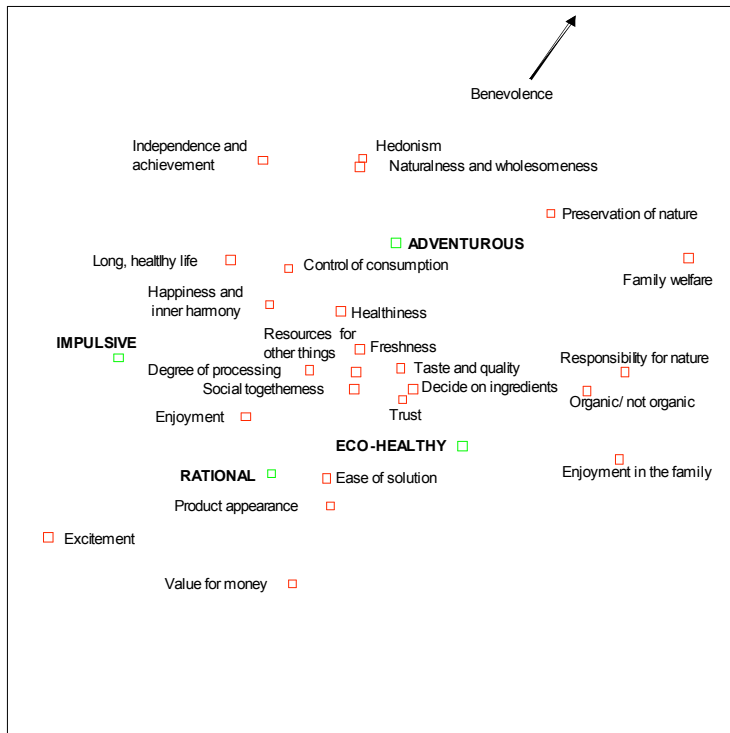 Benevolence
Independence and
achievement
Hedonism
Naturalness and wholesomeness
Preservation of nature
ADVENTUROUS
Long, healtlhy life
Control of consumption
Family welfare
Happiness and
inner harmony
Healthiness
Resources for
other things
IMPULSIVE
Freshness
Responsibility for nature
Degree of processing
Taste and quality
Social togetherness
Decide on ingredients
Organic/ not organic
Trust
Enjoyment
ECO-HEALTHY
Enjoyment in the family
RATIONAL
Ease of solution
Product appearance
Excitement
Value for money